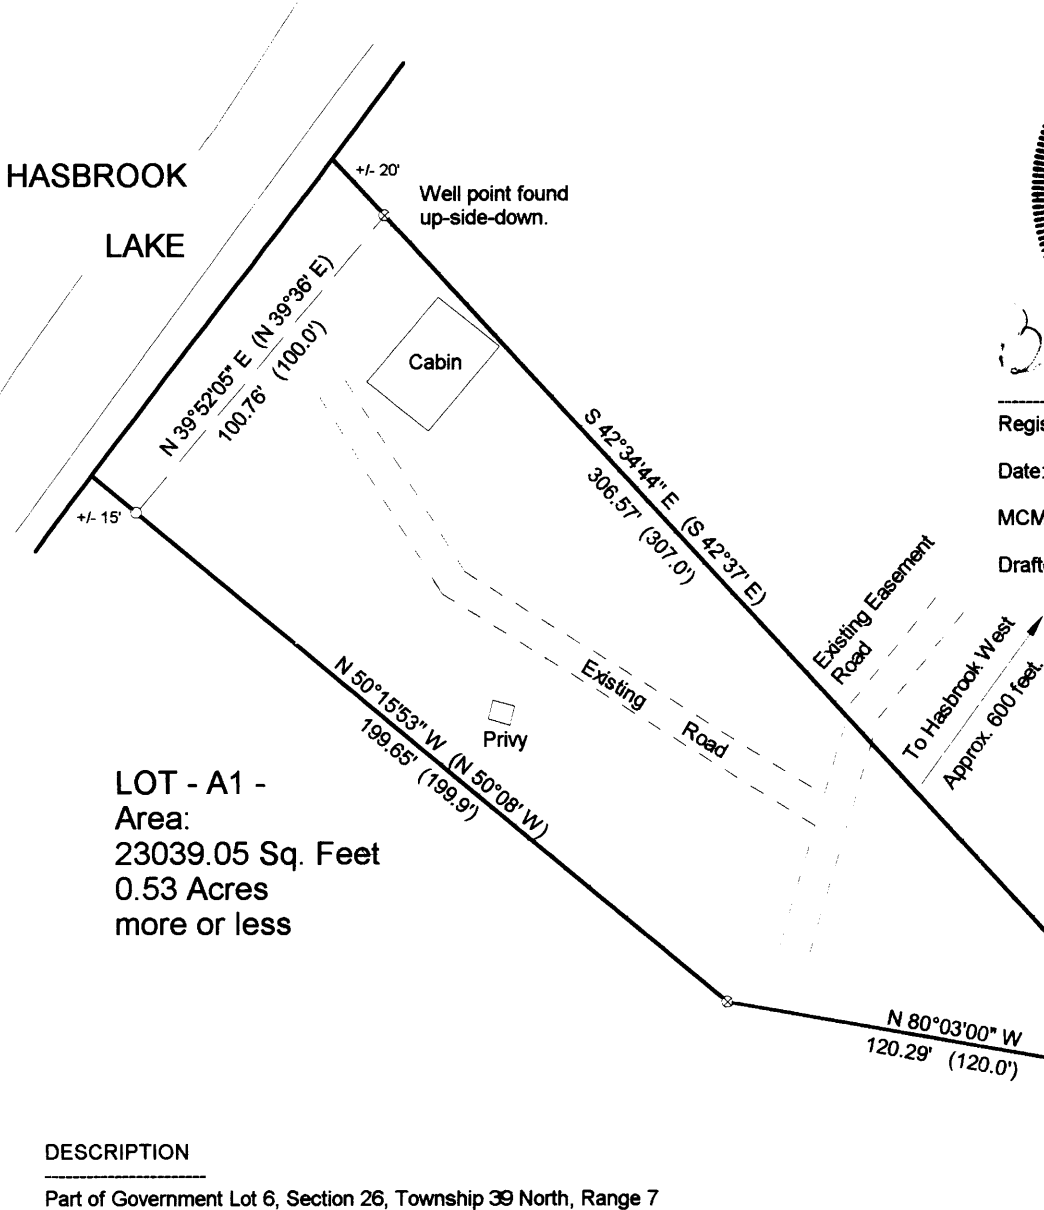 HASBROOK
LAKE
+/- 20'
Well point found
up-side-down.
N 39°52'05" E (N 39°36' E)
100.76' (100.0')
Cabin
+/- 15'
S 42°34'44" E (S 42°37' E)
306.57' (307.0')
Regis
Date:
MCM
Drafte
Existing Easement
Road
To Hasbrook West
Approx. 600 feet.
Existing Road
Privy
N 50°15'53" W (N 50°08' W)
199.65' (199.9')
LOT - A1 -
Area:
23039.05 Sq. Feet
0.53 Acres
more or less
N 80°03'00" W
120.29' (120.0')
DESCRIPTION
Part of Government Lot 6, Section 26, Township 39 North, Range 7